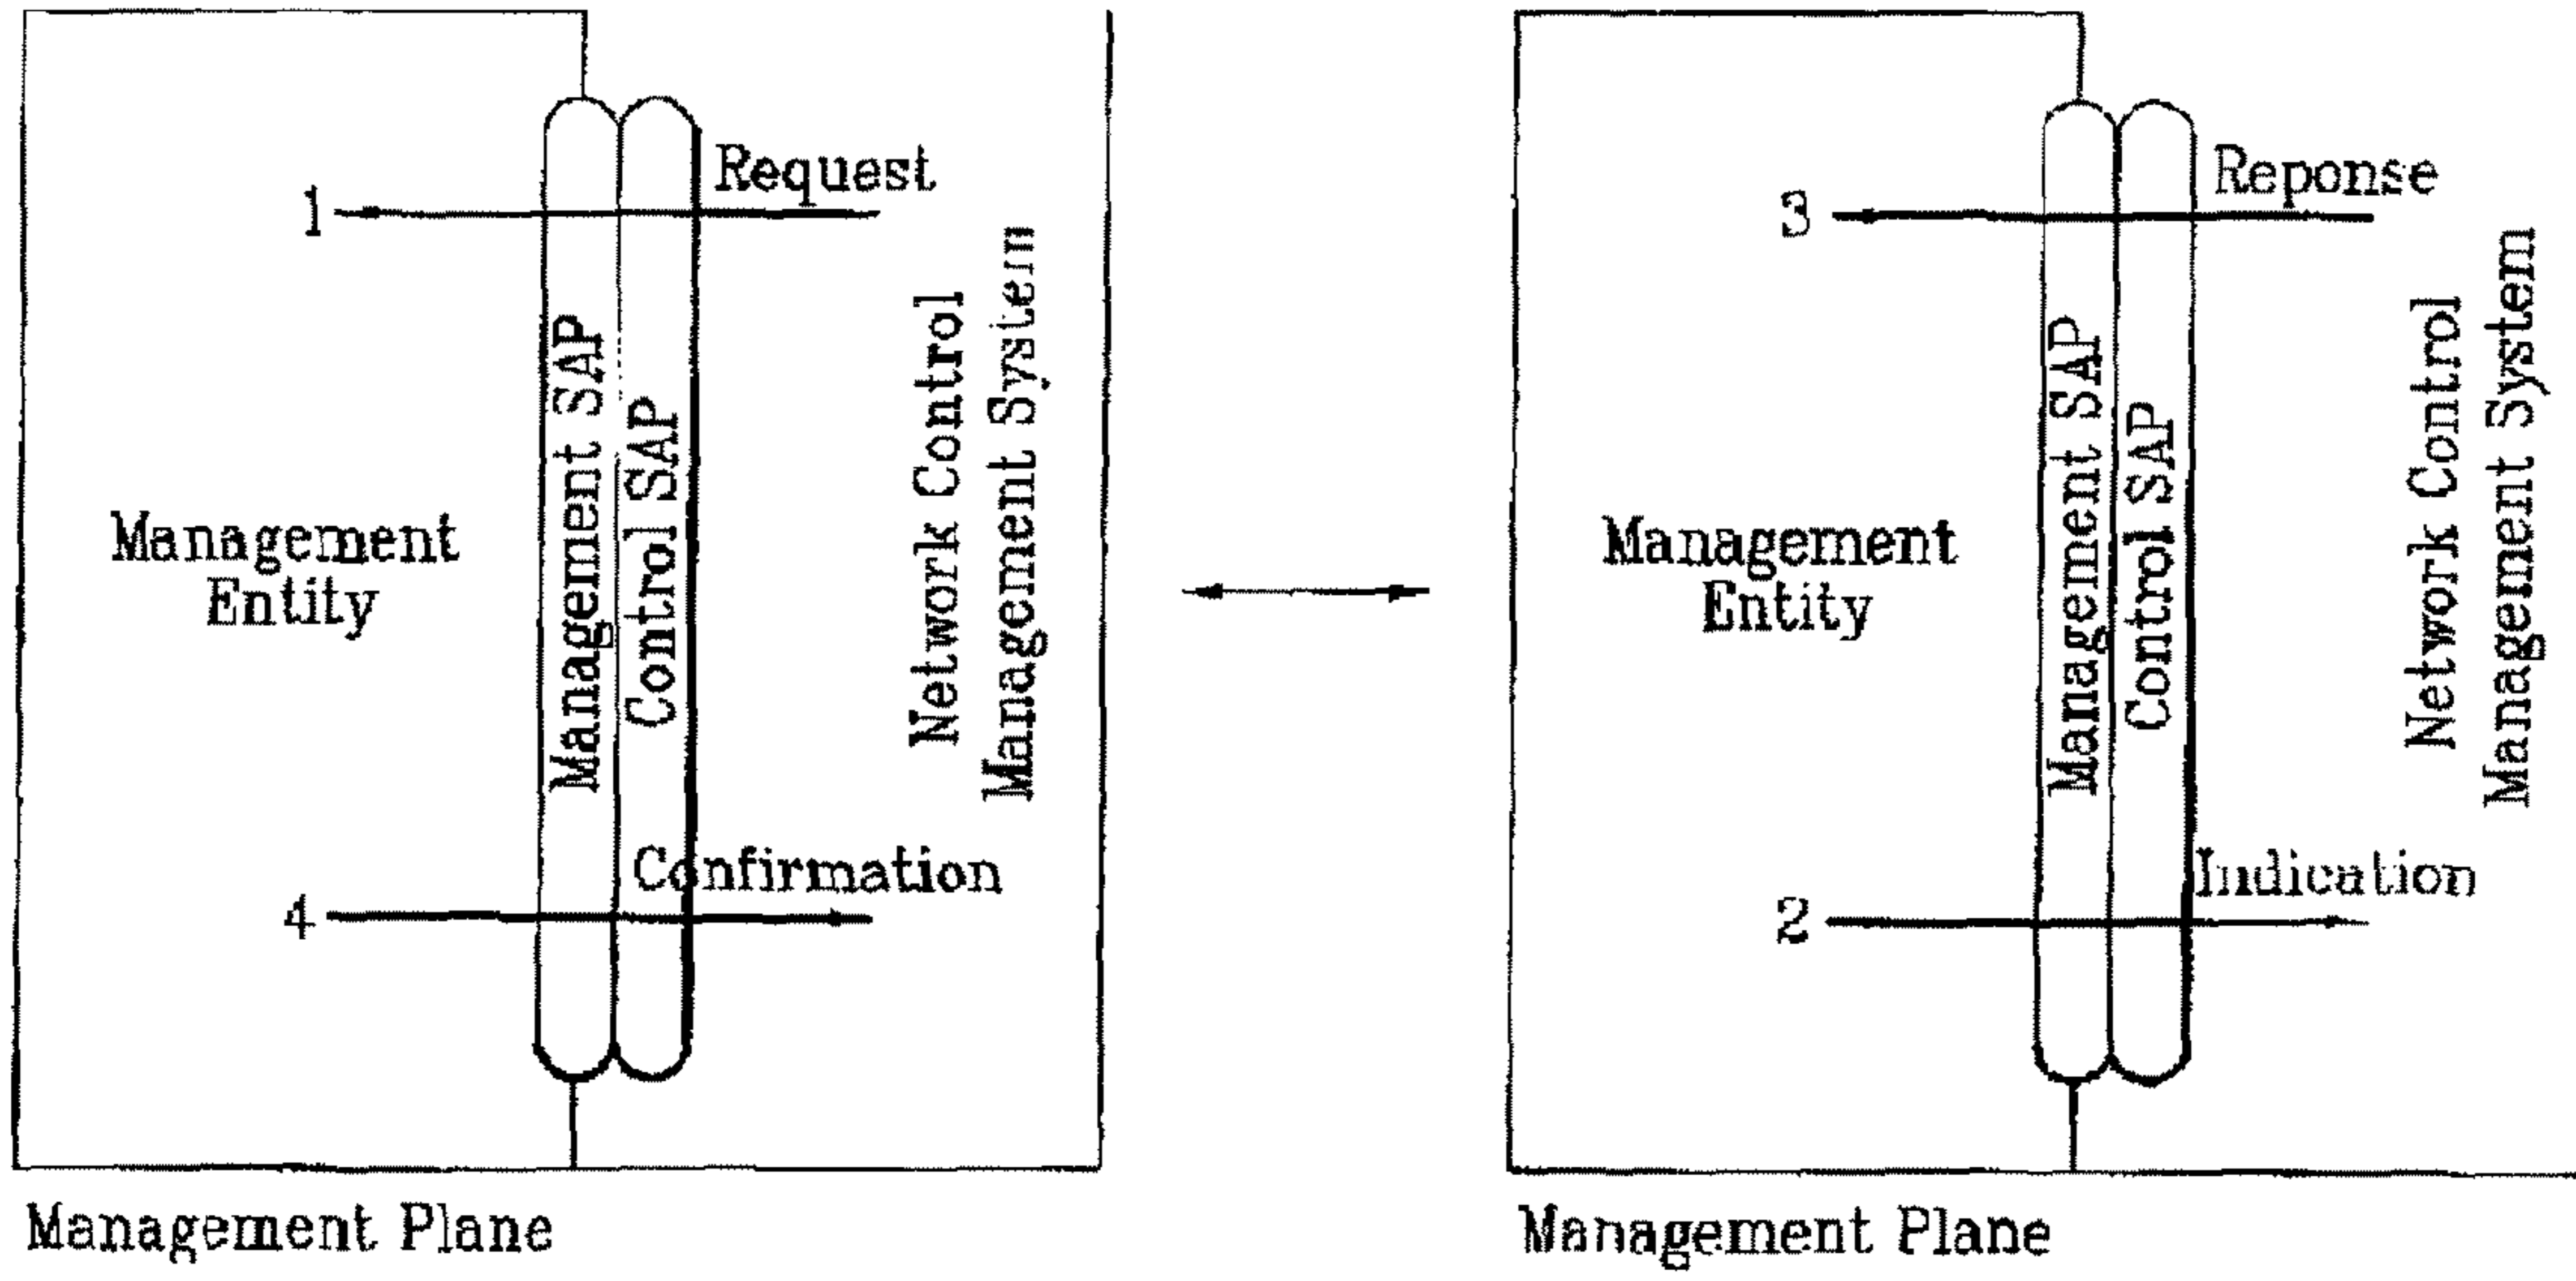 Request
1
Management SAP
Control SAP
Network Control
Management System
Management
Entity
Confirmation
4
Management Plane
Reponse
3
Management SAP
Control SAP
Network Control
Management System
Management
Entity
Indication
2
Management Plane